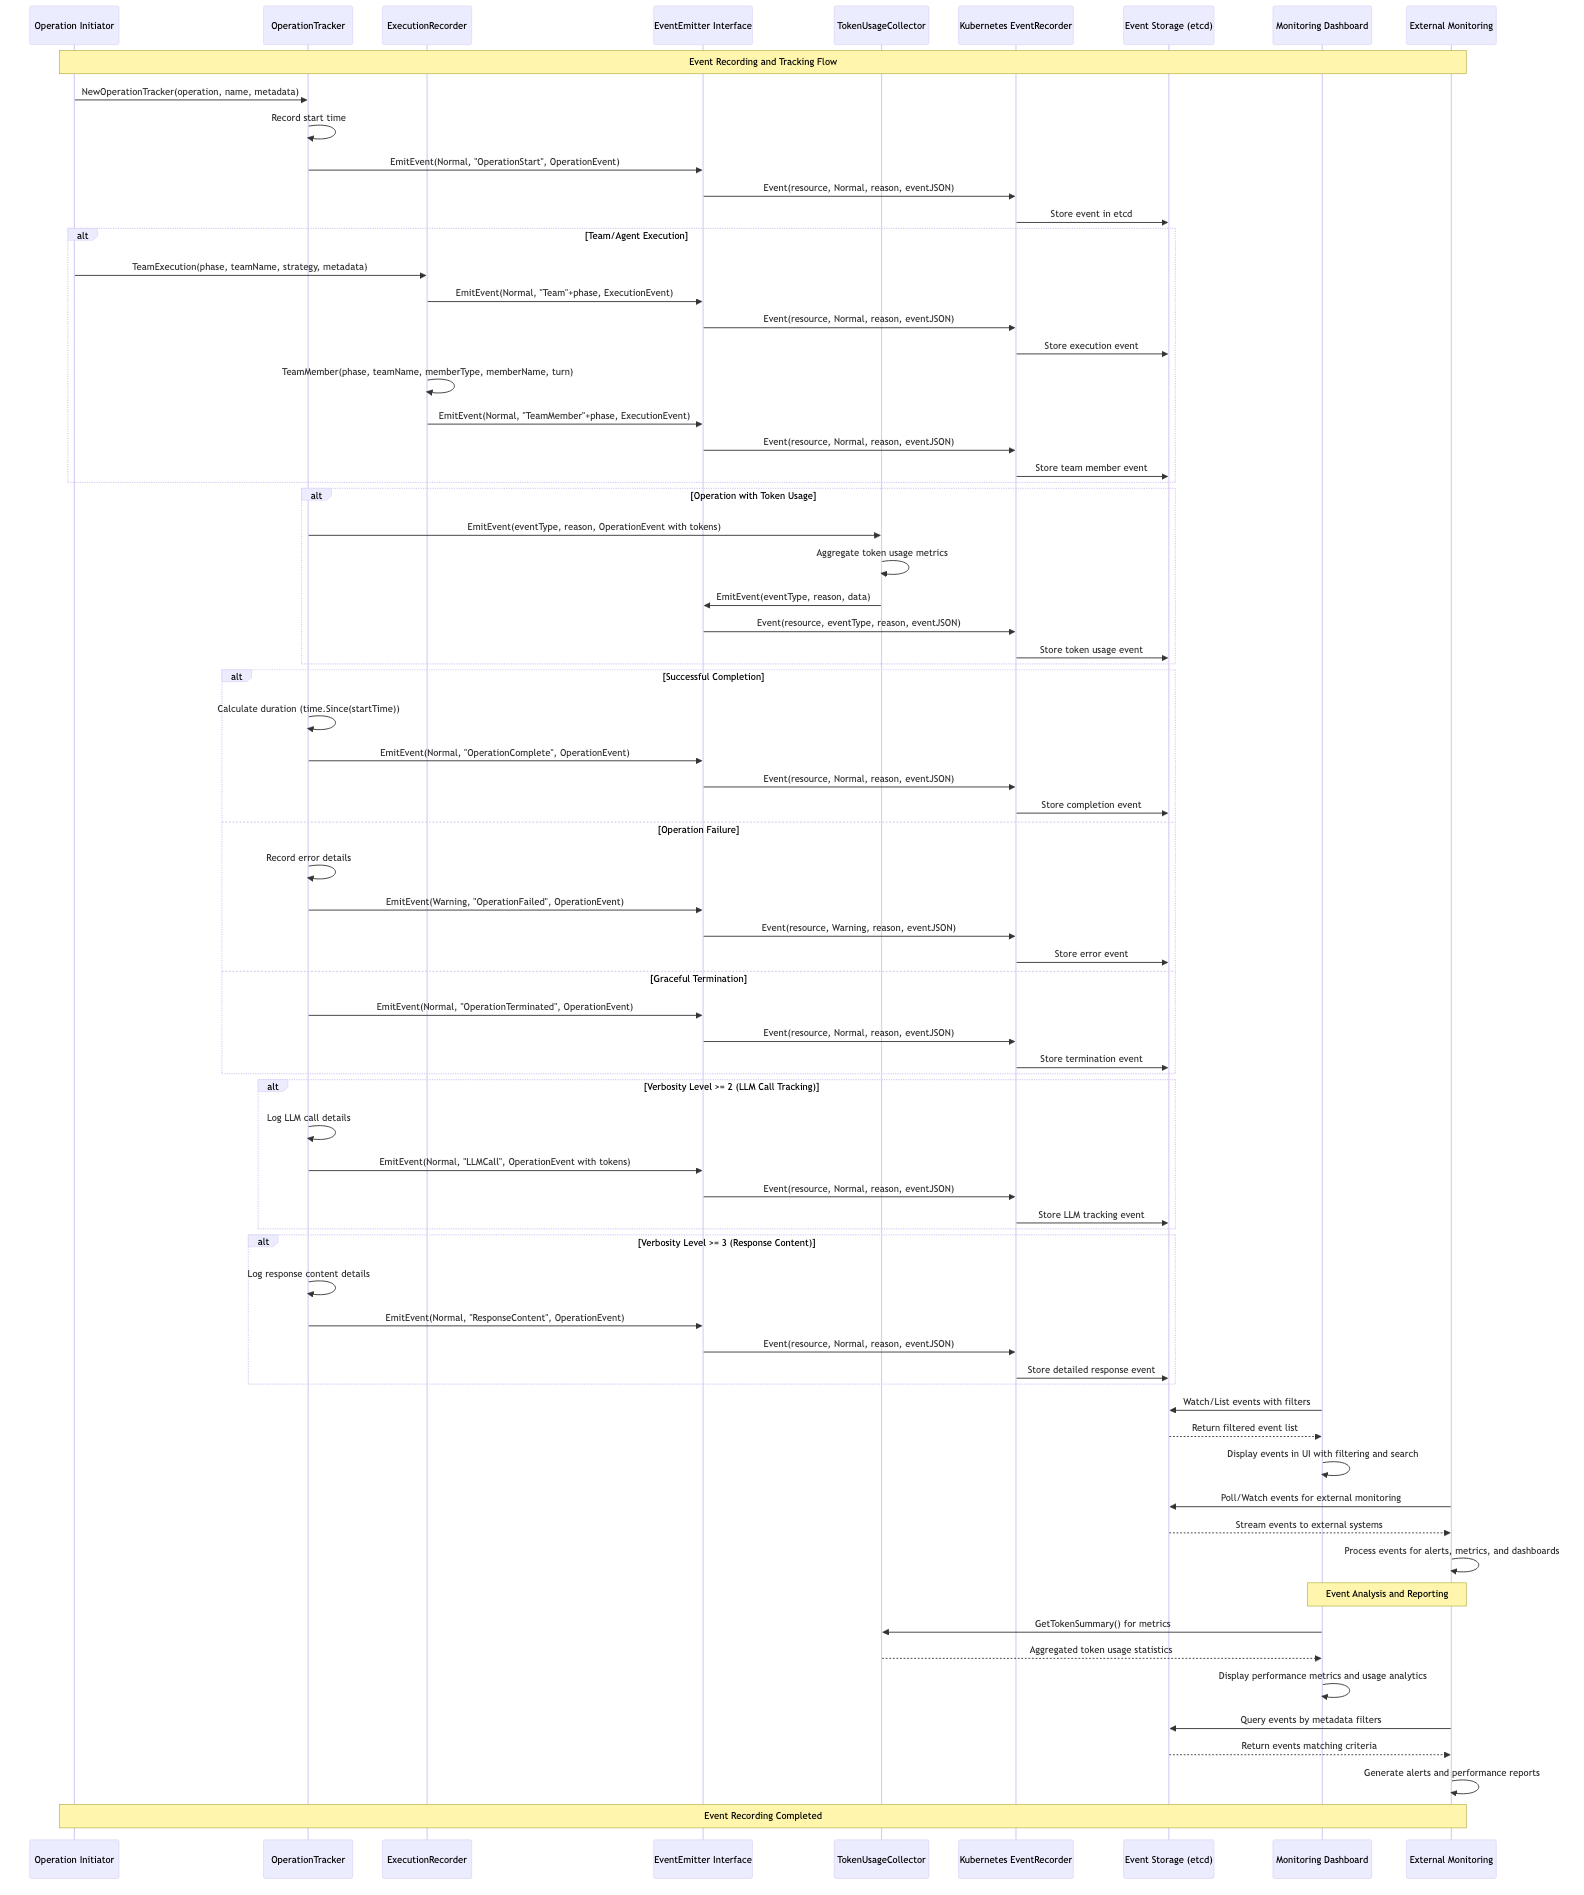 Operation Initiator
OperationTracker
ExecutionRecorder
EventEmitter Interface
TokenUsageCollector
Kubernetes EventRecorder
Event Storage (etcd)
Monitoring Dashboard
External Monitoring
Event Recording and Tracking Flow
NewOperationTracker(operation, name, metadata)
Record start time
EmitEvent(Normal, "OperationStart", OperationEvent)
Event(resource, Normal, reason, eventJSON)
Store event in etcd
alt
[Team/Agent Execution]
TeamExecution(phase, teamName, strategy, metadata)
EmitEvent(Normal, "Team"+phase, ExecutionEvent)
Event(resource, Normal, reason, eventJSON)
Store execution event
TeamMember(phase, teamName, memberType, memberName, turn)
EmitEvent(Normal, "TeamMember"+phase, ExecutionEvent)
Event(resource, Normal, reason, eventJSON)
Store team member event
alt
[Operation with Token Usage]
EmitEvent(eventType, reason, OperationEvent with tokens)
Aggregate token usage metrics
EmitEvent(eventType, reason, data)
Event(resource, eventType, reason, eventJSON)
Store token usage event
alt
[Successful Completion]
Calculate duration (time.Since(startTime))
EmitEvent(Normal, "OperationComplete", OperationEvent)
Event(resource, Normal, reason, eventJSON)
Store completion event
[Operation Failure]
Record error details
EmitEvent(Warning, "OperationFailed", OperationEvent)
Event(resource, Warning, reason, eventJSON)
Store error event
[Graceful Termination]
EmitEvent(Normal, "OperationTerminated", OperationEvent)
Event(resource, Normal, reason, eventJSON)
Store termination event
alt
[Verbosity Level >= 2 (LLM Call Tracking)]
Log LLM call details
EmitEvent(Normal, "LLMCall", OperationEvent with tokens)
Event(resource, Normal, reason, eventJSON)
Store LLM tracking event
alt
[Verbosity Level >= 3 (Response Content)]
Log response content details
EmitEvent(Normal, "ResponseContent", OperationEvent)
Event(resource, Normal, reason, eventJSON)
Store detailed response event
Watch/List events with filters
Return filtered event list
Display events in UI with filtering and search
Poll/Watch events for external monitoring
Stream events to external systems
Process events for alerts, metrics, and dashboards
Event Analysis and Reporting
GetTokenSummary() for metrics
Aggregated token usage statistics
Display performance metrics and usage analytics
Query events by metadata filters
Return events matching criteria
Generate alerts and performance reports
Event Recording Completed
Operation Initiator
OperationTracker
ExecutionRecorder
EventEmitter Interface
TokenUsageCollector
Kubernetes EventRecorder
Event Storage (etcd)
Monitoring Dashboard
External Monitoring